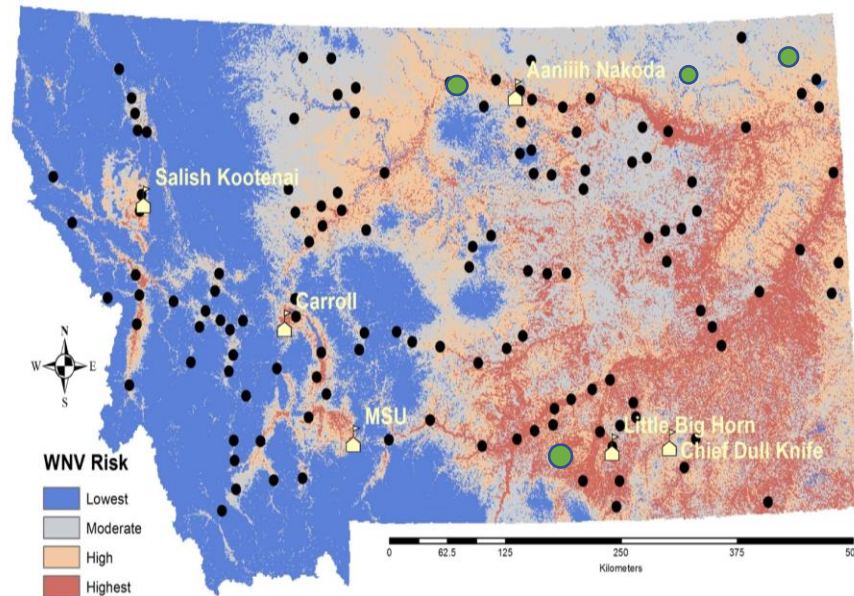 Aaniiih Nakoda
Salish Kootenai
Carroll
N
W E
S
MSU
Little Big Horn
Chief Dull Knife
WNV Risk
Lowest
Moderate
High
Highest
0 62.5 125 250 375 50
Kilometers